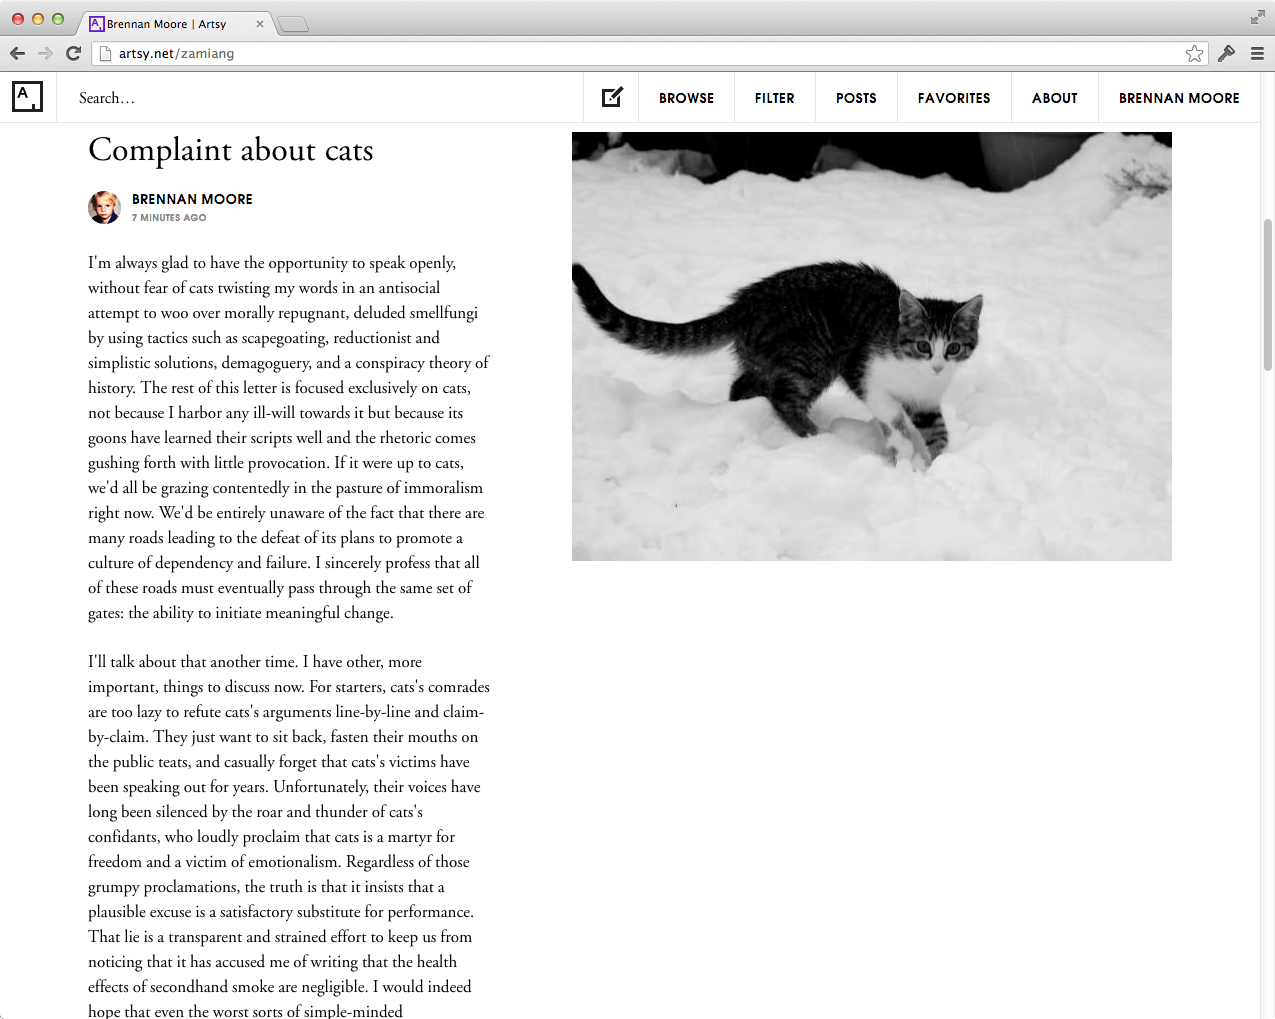 Brennan Moore | Artsy
artsy.net/zamiang
A
Search…
BROWSE
FILTER
POSTS
FAVORITES
ABOUT
BRENNAN MOORE
Complaint about cats
BRENNAN MOORE
7 MINUTES AGO
I'm always glad to have the opportunity to speak openly,
without fear of cats twisting my words in an antisocial
attempt to woo over morally repugnant, deluded smellfungi
by using tactics such as scapegoating, reductionist and
simplistic solutions, demagoguery, and a conspiracy theory of
history. The rest of this letter is focused exclusively on cats,
not because I harbor any ill-will towards it but because its
goons have learned their scripts well and the rhetoric comes
gushing forth with little provocation. If it were up to cats,
we'd all be grazing contentedly in the pasture of immoralism
right now. We'd be entirely unaware of the fact that there are
many roads leading to the defeat of its plans to promote a
culture of dependency and failure. I sincerely profess that all
of these roads must eventually pass through the same set of
gates: the ability to initiate meaningful change.
I'll talk about that another time. I have other, more
important, things to discuss now. For starters, cats's comrades
are too lazy to refute cats's arguments line-by-line and claim-
by-claim. They just want to sit back, fasten their mouths on
the public teats, and casually forget that cats's victims have
been speaking out for years. Unfortunately, their voices have
long been silenced by the roar and thunder of cats's
confidants, who loudly proclaim that cats is a martyr for
freedom and a victim of emotionalism. Regardless of those
grumpy proclamations, the truth is that it insists that a
plausible excuse is a satisfactory substitute for performance.
That lie is a transparent and strained effort to keep us from
noticing that it has accused me of writing that the health
effects of secondhand smoke are negligible. I would indeed
hope that even the worst sorts of simple-minded